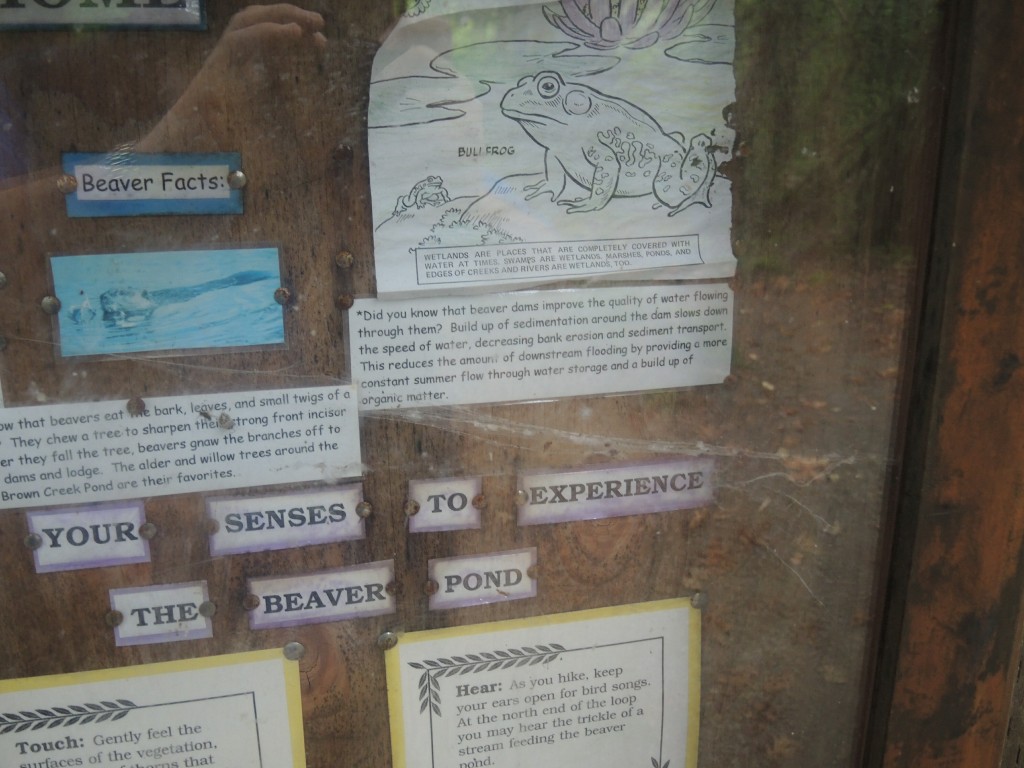 HOME
Beaver Facts:
BULLFROG
WETLANDS ARE PLACES THAT ARE COMPLETELY COVERED WITH
WATER AT TIMES. SWAMPS ARE WETLANDS. MARSHES, PONDS, AND
EDGES OF CREEKS AND RIVERS ARE WETLANDS, TOO.
*Did you know that beaver dams improve the quality of water flowing
through them? Build up of sedimentation around the dam slows down
the speed of water, decreasing bank erosion and sediment transport.
This reduces the amount of downstream flooding by providing a more
constant summer flow through water storage and a build up of
organic matter.
ow that beavers eat the bark, leaves, and small twigs of a
? They chew a tree to sharpen their strong front incisor
er they fall the tree, beavers gnaw the branches off to
dams and lodge. The alder and willow trees around the
Brown Creek Pond are their favorites.
YOUR SENSES TO EXPERIENCE
THE BEAVER POND
Touch: Gently feel the
surfaces of the vegetation,
of thorns that
Hear: As you hike, keep
your ears open for bird songs.
At the north end of the loop
you may hear the trickle of a
stream feeding the beaver
pond.